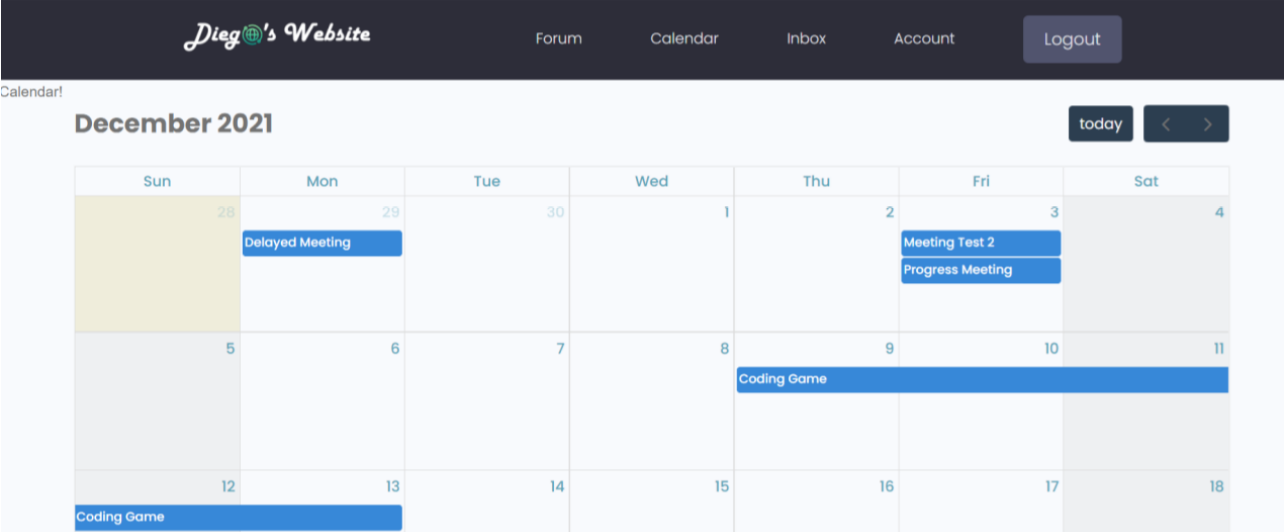 Dieg's Website Forum Calendar Inbox Account Logout
Calendar!
December 2021 today < >
Sun Mon Tue Wed Thu Fri Sat
28 29 30 1 2 3 4
Delayed Meeting Meeting Test 2
Progress Meeting
5 6 7 8 9 10 11
Coding Game
12 13 14 15 16 17 18
Coding Game